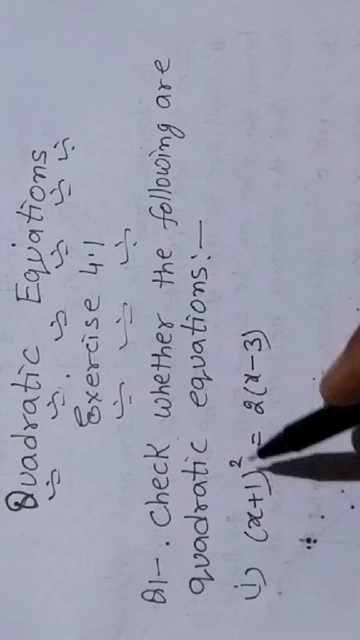 Quadratic Equations
Exercise 4.1
Q1-. Check whether the following are
quadratic equations:-
i) (x+1)² = 2(x-3)